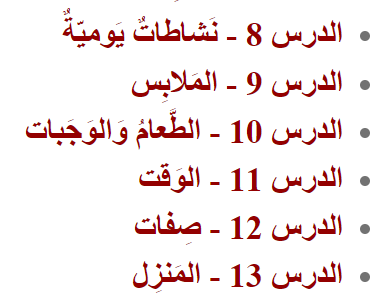 الدرس 8 - نَشاطاتٌ يَوميّةٌ
الدرس 9 - المَلابِس
الدرس 10 - الطَّعامُ وَالوَجَبات
الدرس 11 - الوَقت
الدرس 12 - صِفات
الدرس 13 - المَنزِل